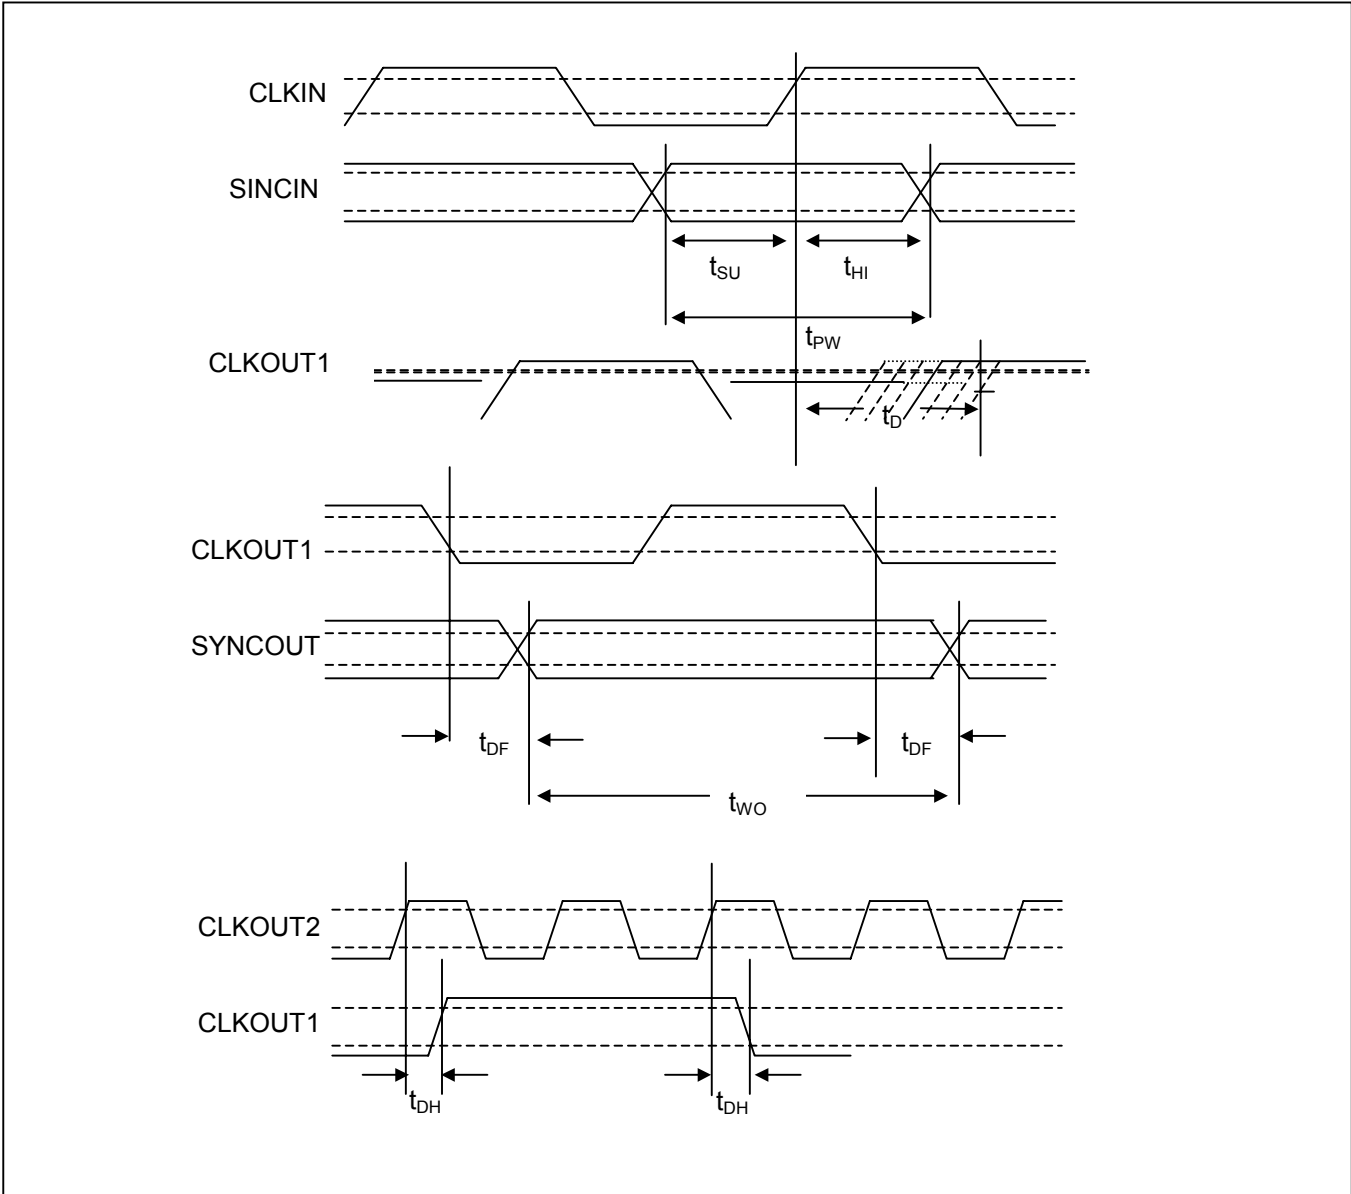 CLKIN
SINCIN
tSU tHI
tPW
CLKOUT1
tD
CLKOUT1
SYNCOUT
tDF tDF
tWO
CLKOUT2
CLKOUT1
tDH tDH